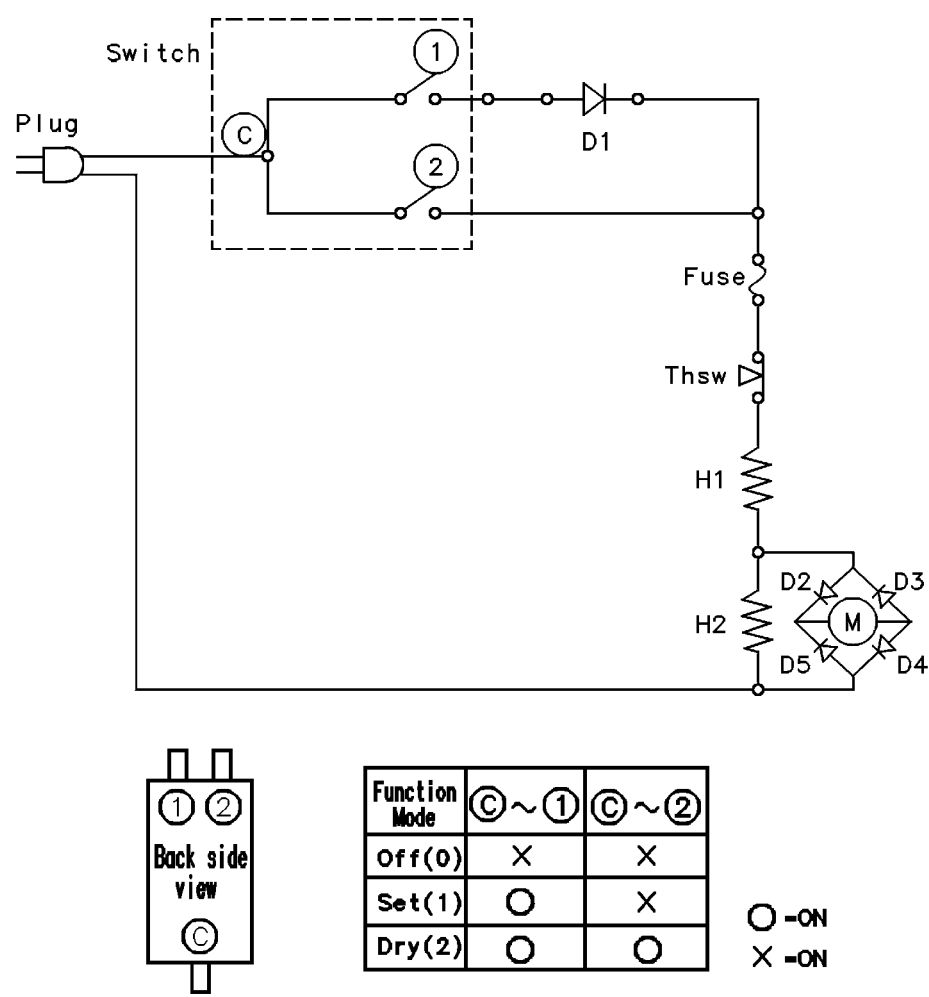 Switch
1
Plug
C
D1
2
Fuse
Thsw
H1
D2
D3
H2
M
D5
D4
1 2
Back side
view
C
Function
Mode
C~1
C~2
Off(0) X X
Set(1) O X
Dry(2) O O
O -ON
X -ON